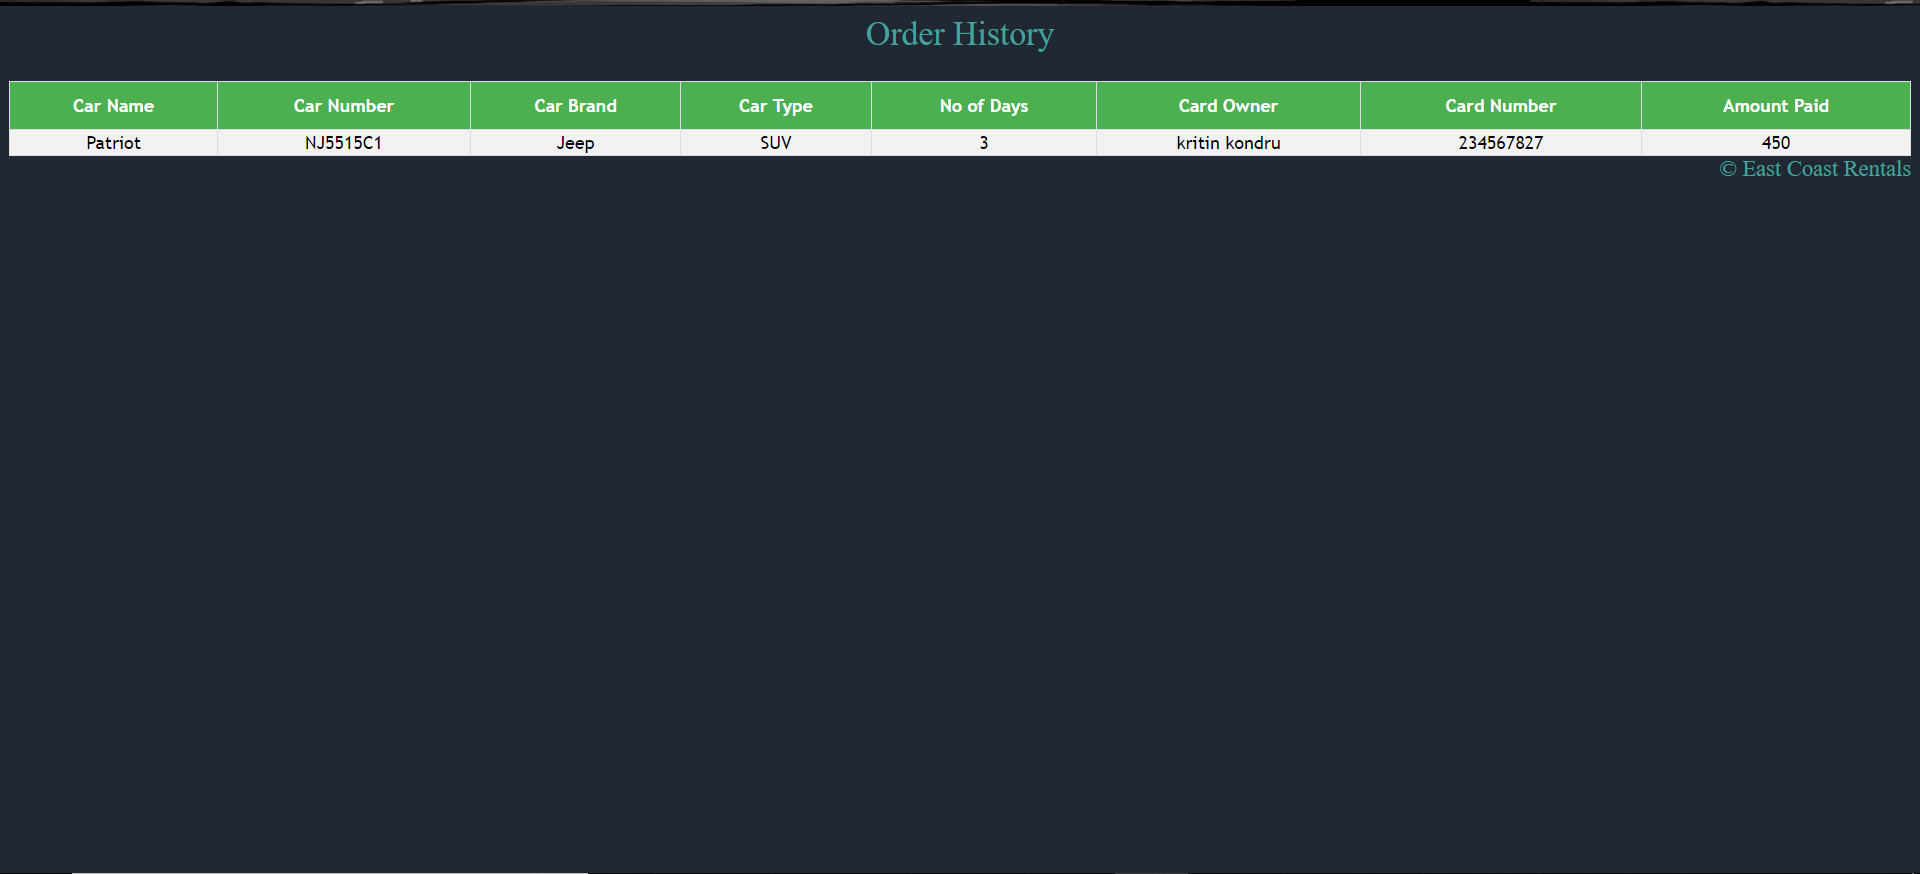 Order History
Car Name Car Number Car Brand Car Type No of Days Card Owner Card Number Amount Paid
Patriot NJ5515C1 Jeep SUV 3 kritin kondru 234567827 450
© East Coast Rentals